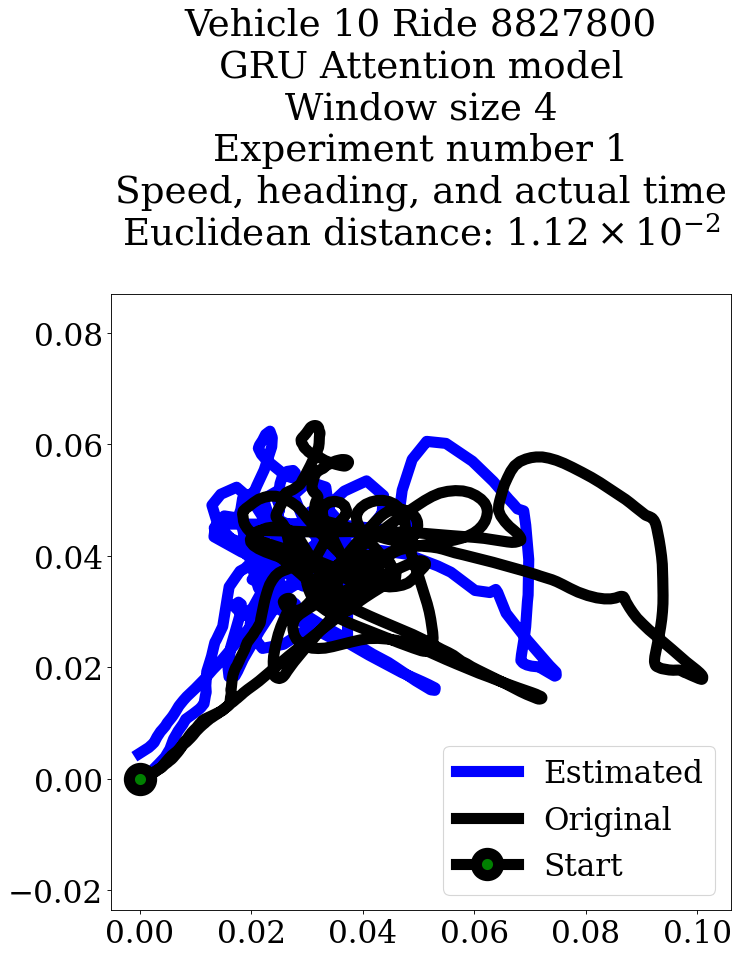 Vehicle 10 Ride 8827800
GRU Attention model
Window size 4
Experiment number 1
Speed, heading, and actual time
Euclidean distance: 1.12 × 10⁻²
0.08
0.06
0.04
0.02
0.00
−0.02
0.00 0.02 0.04 0.06 0.08 0.10
Estimated
Original
Start